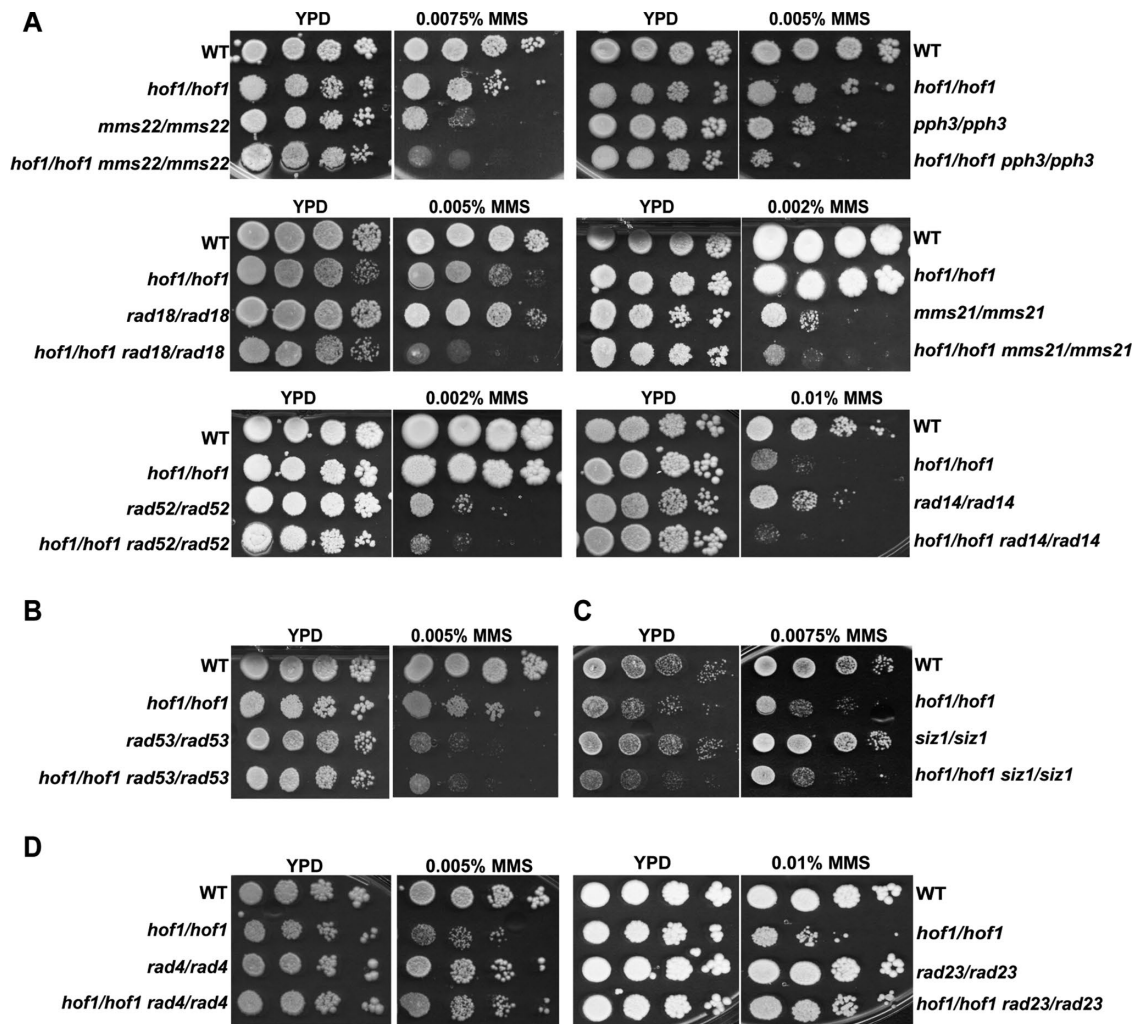 A
YPD 0.0075% MMS YPD 0.005% MMS
WT WT
hof1/hof1 hof1/hof1
mms22/mms22 pph3/pph3
hof1/hof1 mms22/mms22 hof1/hof1 pph3/pph3
YPD 0.005% MMS YPD 0.002% MMS
WT WT
hof1/hof1 hof1/hof1
rad18/rad18 mms21/mms21
hof1/hof1 rad18/rad18 hof1/hof1 mms21/mms21
YPD 0.002% MMS YPD 0.01% MMS
WT WT
hof1/hof1 hof1/hof1
rad52/rad52 rad14/rad14
hof1/hof1 rad52/rad52 hof1/hof1 rad14/rad14
B C
YPD 0.005% MMS YPD 0.0075% MMS
WT WT
hof1/hof1 hof1/hof1
rad53/rad53 siz1/siz1
hof1/hof1 rad53/rad53 hof1/hof1 siz1/siz1
D
YPD 0.005% MMS YPD 0.01% MMS
WT WT
hof1/hof1 hof1/hof1
rad4/rad4 rad23/rad23
hof1/hof1 rad4/rad4 hof1/hof1 rad23/rad23